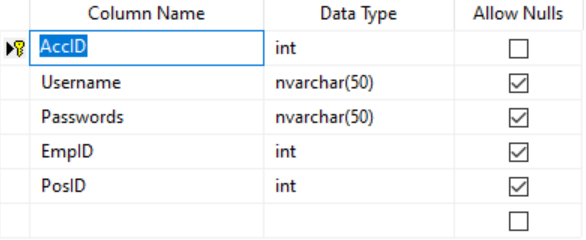 Column Name Data Type Allow Nulls
AccID int
Username nvarchar(50)
Passwords nvarchar(50)
EmpID int
PosID int